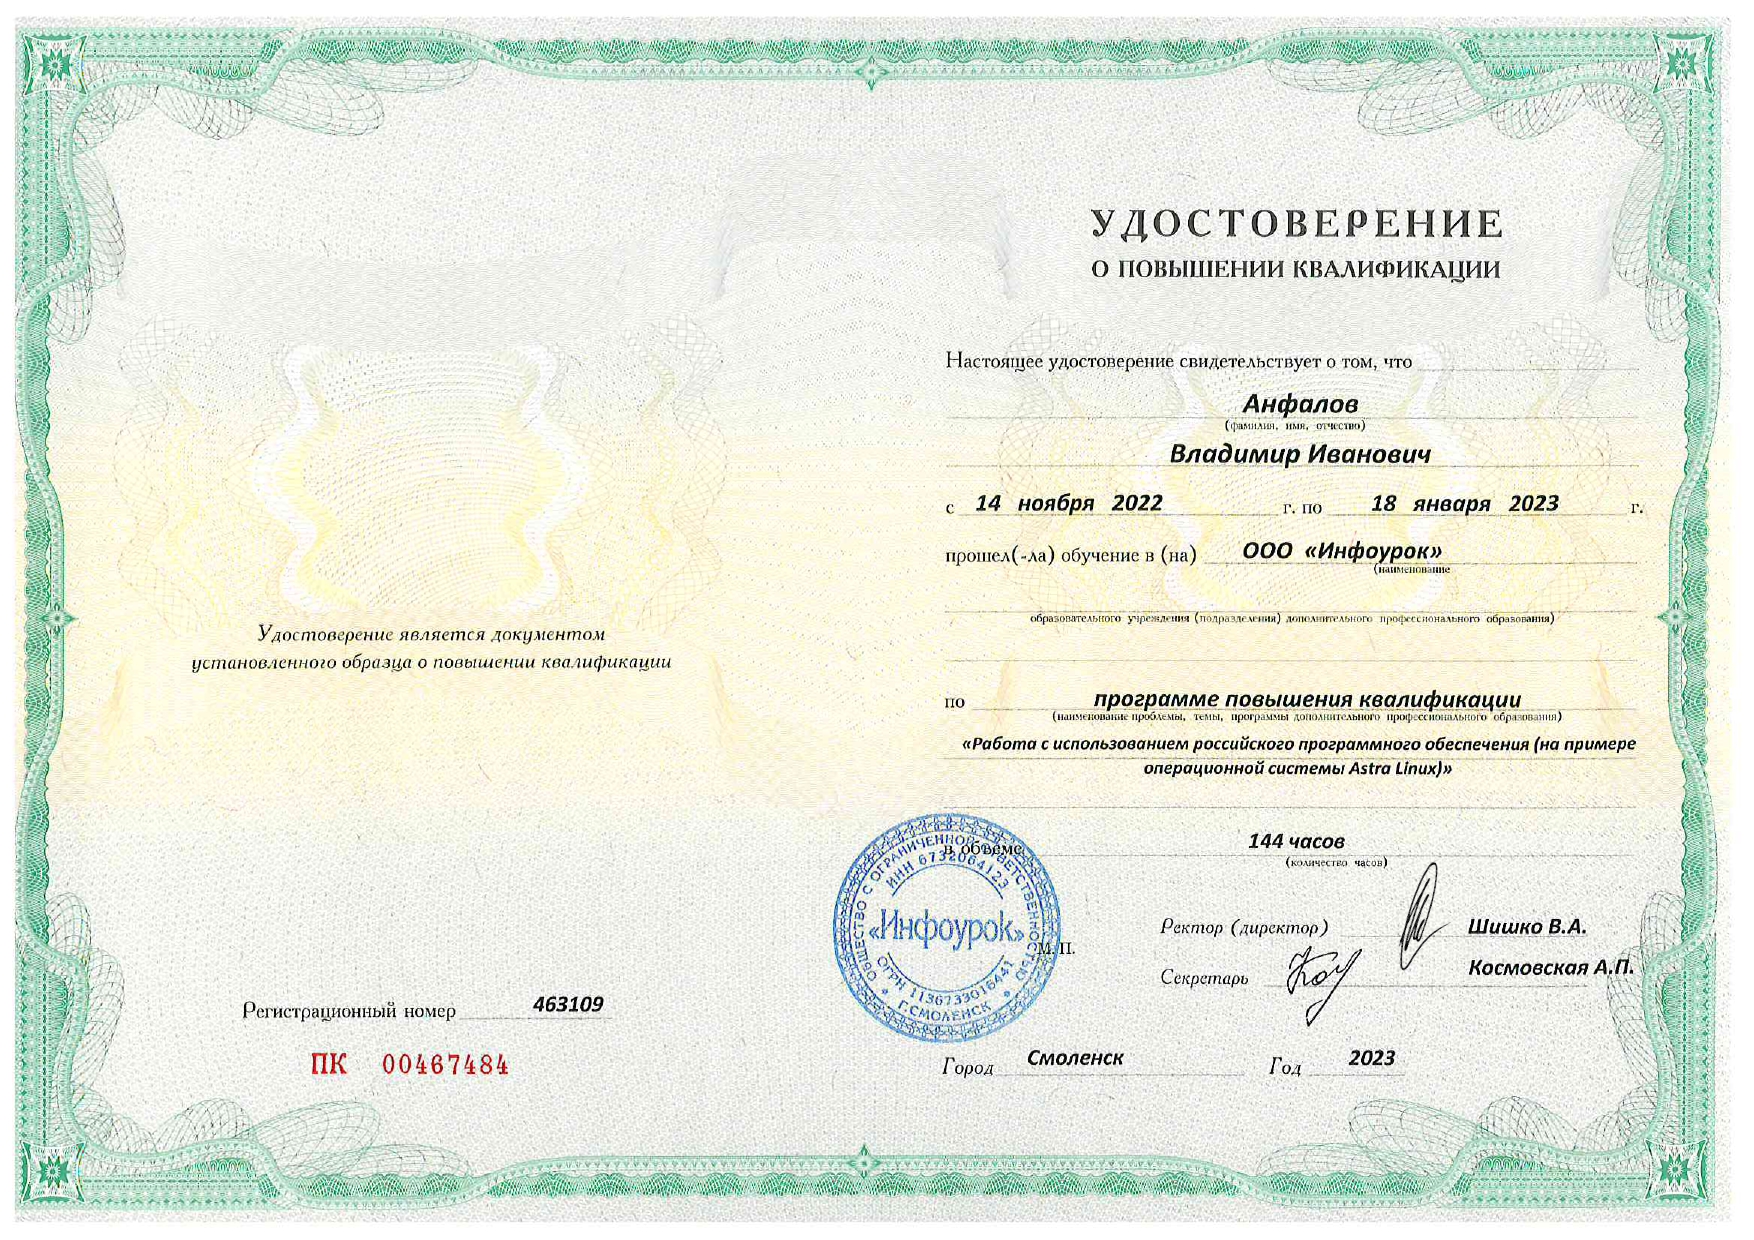 Удостоверение является документом
установленного образца о повышении квалификации
Регистрационный номер 463109
ПК 00467484
УДОСТОВЕРЕНИЕ
О ПОВЫШЕНИИ КВАЛИФИКАЦИИ
Настоящее удостоверение свидетельствует о том, что
Анфалов
(фамилия, имя, отчество)
Владимир Иванович
с 14 ноября 2022 г. по 18 января 2023 г.
прошел(-ла) обучение в (на) ООО «Инфоурок»
(наименование
образовательного учреждения (подразделения) дополнительного профессионального образования)
по программе повышения квалификации
(наименование проблемы, темы, программы дополнительного профессионального образования)
«Работа с использованием российского программного обеспечения (на примере
операционной системы Astra Linux)»
в объеме 144 часов
(количество часов)
ОБЩЕСТВО С ОГРАНИЧЕННОЙ ОТВЕТСТВЕННОСТЬЮ
ИНН 6732064123
«Инфоурок»
ОГРН 1136733016441
Г.СМОЛЕНСК
М.П.
Ректор (директор) Шишко В.А.
Секретарь Космовская А.П.
Город Смоленск Год 2023